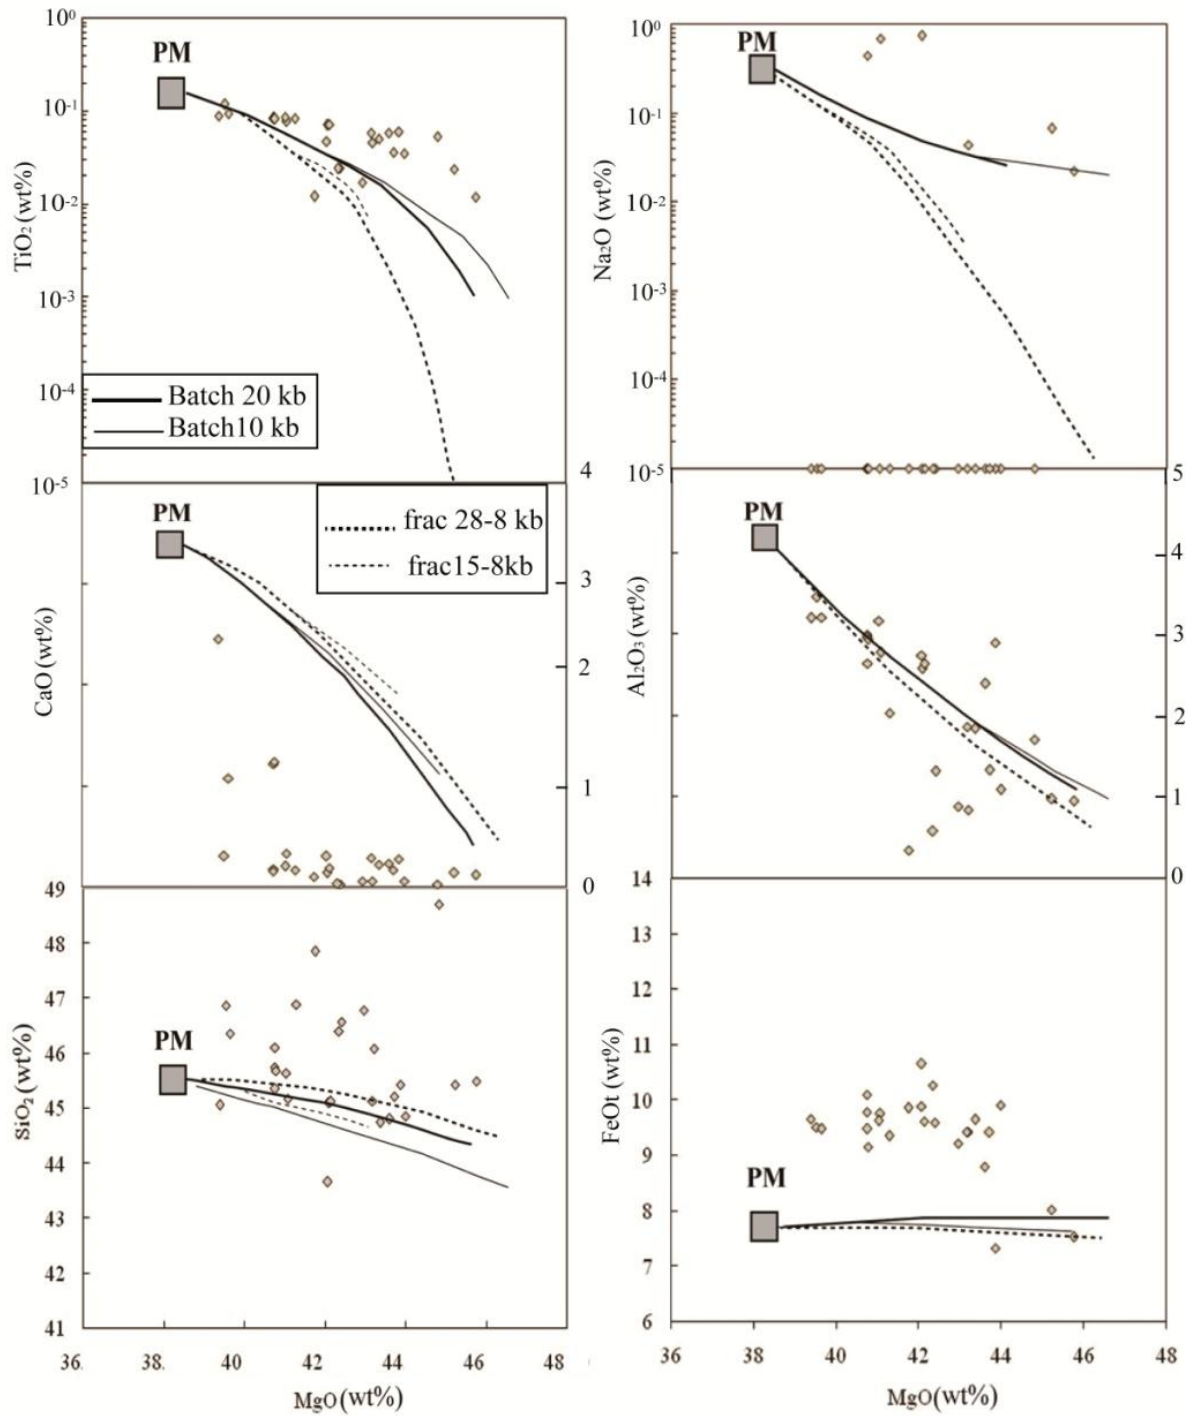 10⁰
PM
10⁻¹
10⁻²
10⁻³
10⁻⁴
10⁻⁵
TiO₂ (wt%)
Batch 20 kb
Batch10 kb
10⁰
PM
10⁻¹
10⁻²
10⁻³
10⁻⁴
10⁻⁵
Na₂O (wt%)
4
PM
frac 28-8 kb
frac15-8kb
3
2
1
0
CaO (wt%)
5
PM
4
3
2
1
0
Al₂O₃ (wt%)
49
48
47
46
45
44
43
42
41
PM
SiO₂ (wt%)
36. 38. 40 42 44 46 48
MgO (wt%)
14
13
12
11
10
9
8
7
6
PM
FeOt (wt%)
36 38 40 42 44 46 48
MgO (wt%)